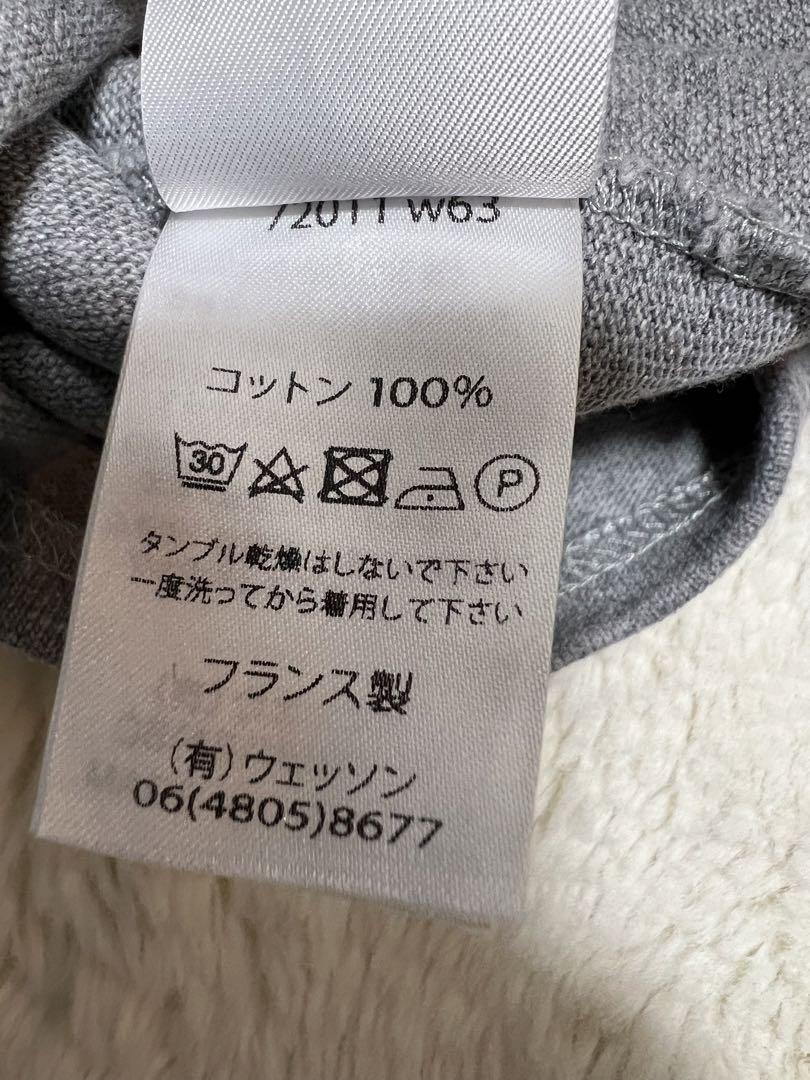 72011 W63
コットン 100%
30 P
タンブル乾燥はしないで下さい
一度洗ってから着用して下さい
フランス製
(有)ウェッソン
06(4805)8677